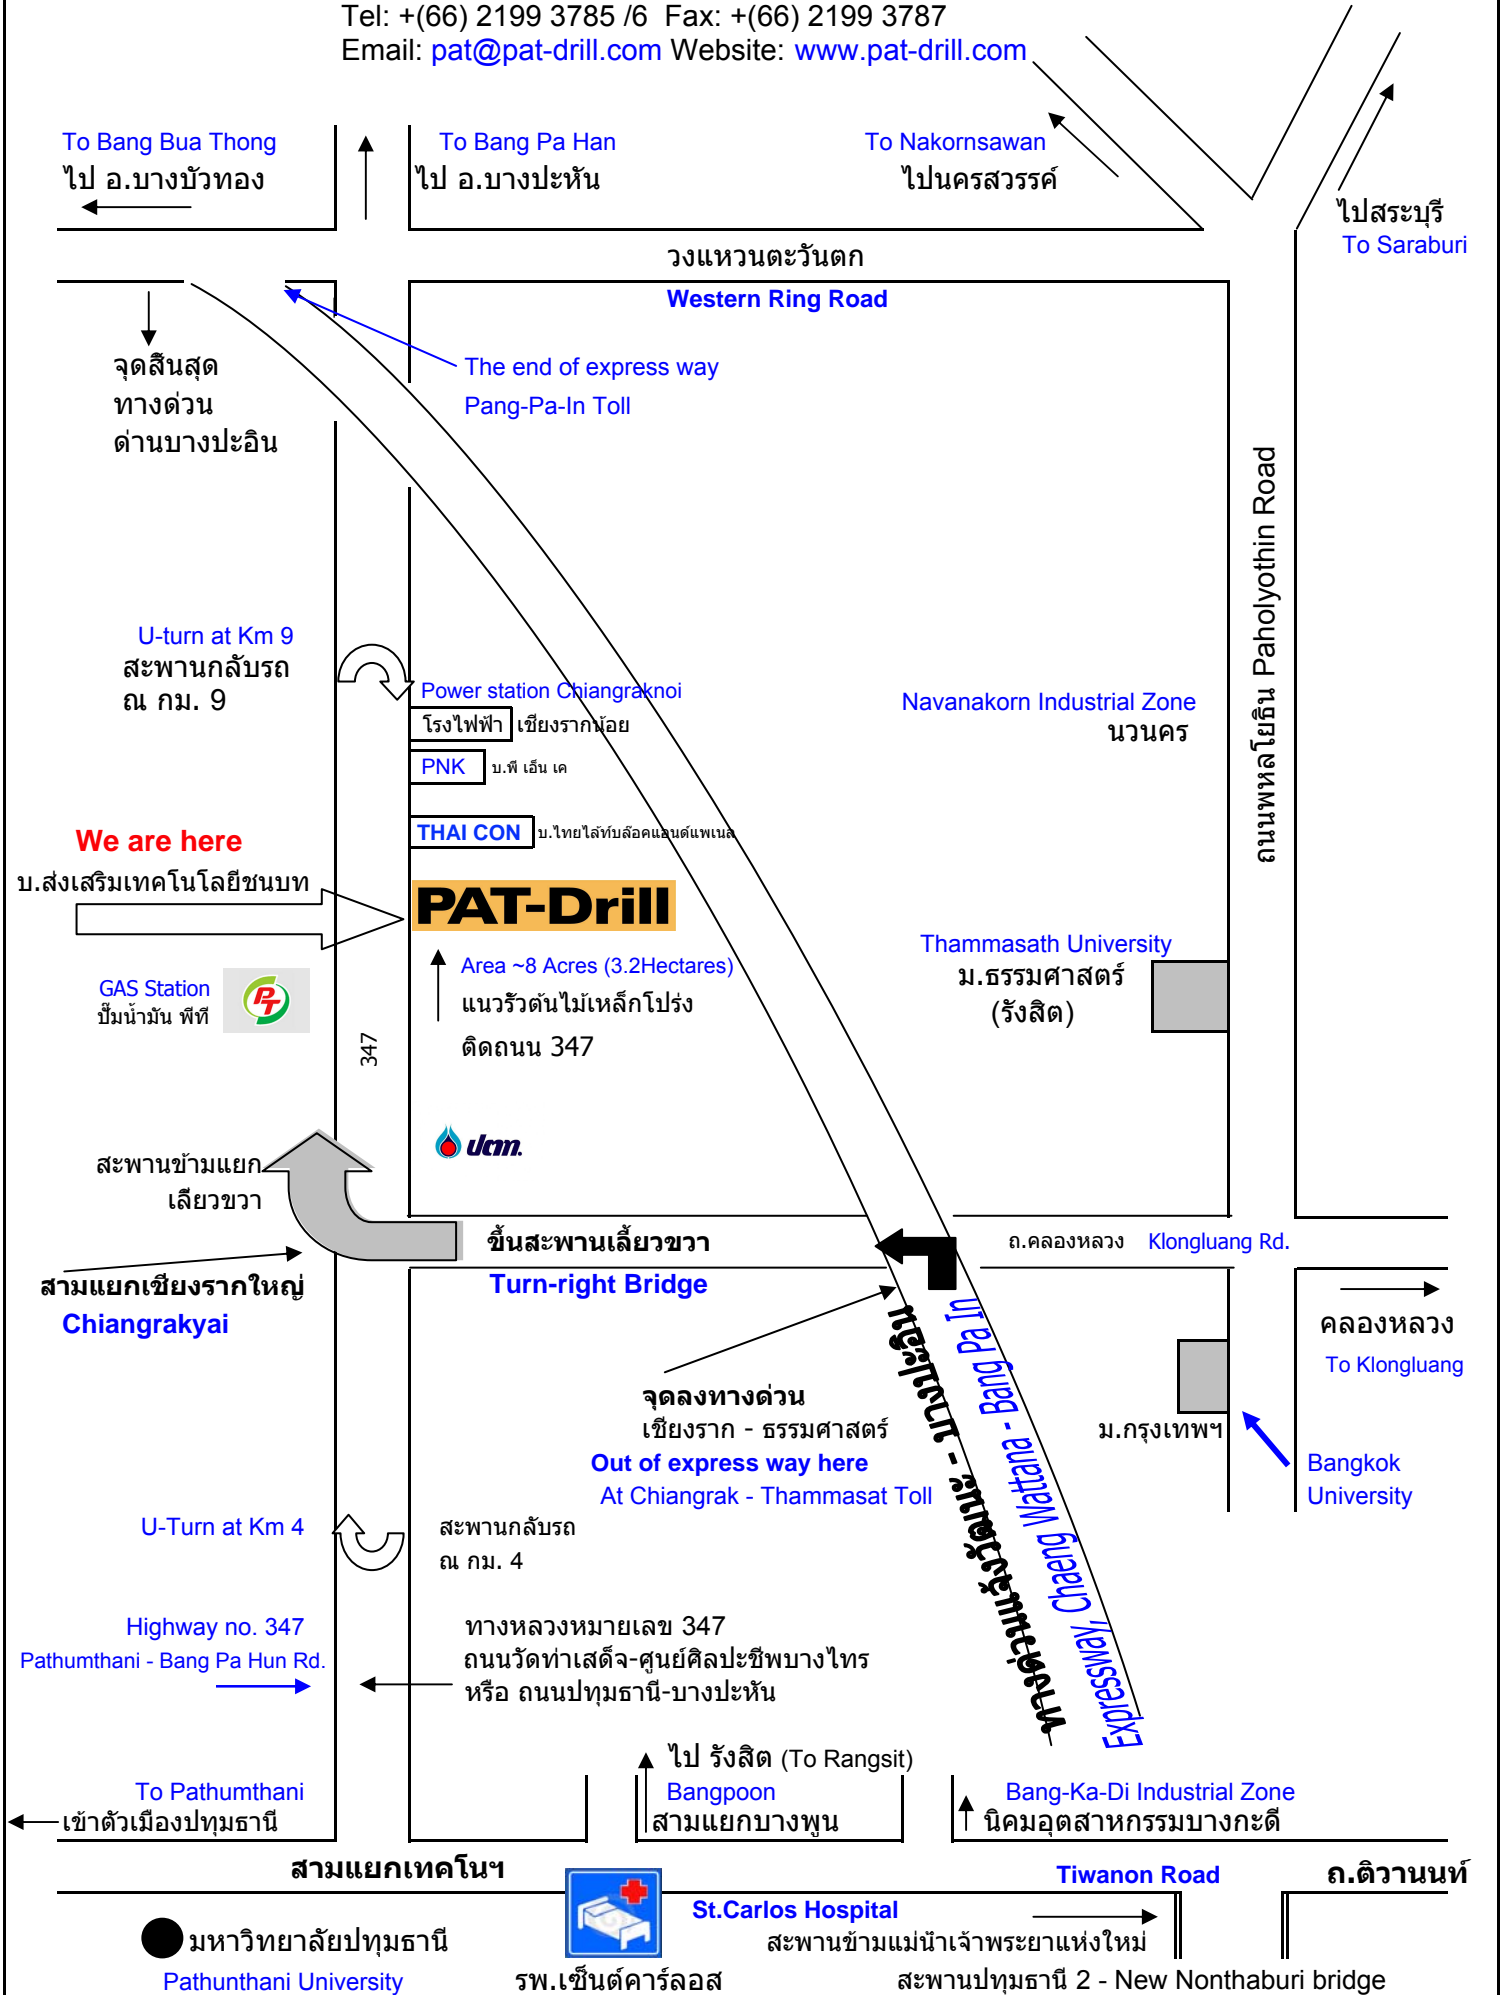 Tel: +(66) 2199 3785 /6  Fax: +(66) 2199 3787
Email: pat@pat-drill.com Website: www.pat-drill.com
To Bang Bua Thong
ไป อ.บางบัวทอง
To Bang Pa Han
ไป อ.บางปะหัน
To Nakornsawan
ไปนครสวรรค์
ไปสระบุรี
To Saraburi
วงแหวนตะวันตก
Western Ring Road
จุดสิ้นสุด
ทางด่วน
ด่านบางปะอิน
The end of express way
Pang-Pa-In Toll
ถนนพหลโยธิน Paholyothin Road
U-turn at Km 9
สะพานกลับรถ
ณ กม. 9
Power station Chiangraknoi
โรงไฟฟ้า เชียงรากน้อย
PNK บ.พี เอ็น เค
Navanakorn Industrial Zone
นวนคร
THAI CON บ.ไทยไล้ท์บล๊อคแอนด์แพเนล
We are here
บ.ส่งเสริมเทคโนโลยีชนบท
PAT-Drill
Area ~8 Acres (3.2Hectares)
แนวรั้วต้นไม้เหล็กโปร่ง
ติดถนน 347
GAS Station
ปั๊มน้ำมัน พีที
PT
347
Thammasath University
ม.ธรรมศาสตร์
(รังสิต)
ปตท.
สะพานข้ามแยก
เลี้ยวขวา
ขึ้นสะพานเลี้ยวขวา
Turn-right Bridge
ถ.คลองหลวง Klongluang Rd.
สามแยกเชียงรากใหญ่
Chiangrakyai
คลองหลวง
To Klongluang
จุดลงทางด่วน
เชียงราก - ธรรมศาสตร์
Out of express way here
At Chiangrak - Thammasat Toll
ทางด่วนแจ้งวัฒนะ - บางปะอิน
Expressway, Chaeng Wattana - Bang Pa In
ม.กรุงเทพฯ
Bangkok
University
U-Turn at Km 4
สะพานกลับรถ
ณ กม. 4
Highway no. 347
Pathumthani - Bang Pa Hun Rd.
ทางหลวงหมายเลข 347
ถนนวัดท่าเสด็จ-ศูนย์ศิลปะชีพบางไทร
หรือ ถนนปทุมธานี-บางปะหัน
To Pathumthani
เข้าตัวเมืองปทุมธานี
ไป รังสิต (To Rangsit)
Bangpoon
สามแยกบางพูน
Bang-Ka-Di Industrial Zone
นิคมอุตสาหกรรมบางกะดี
สามแยกเทคโนฯ
Tiwanon Road
ถ.ติวานนท์
St.Carlos Hospital
สะพานข้ามแม่น้ำเจ้าพระยาแห่งใหม่
มหาวิทยาลัยปทุมธานี
Pathunthani University
รพ.เซ็นต์คาร์ลอส
สะพานปทุมธานี 2 - New Nonthaburi bridge